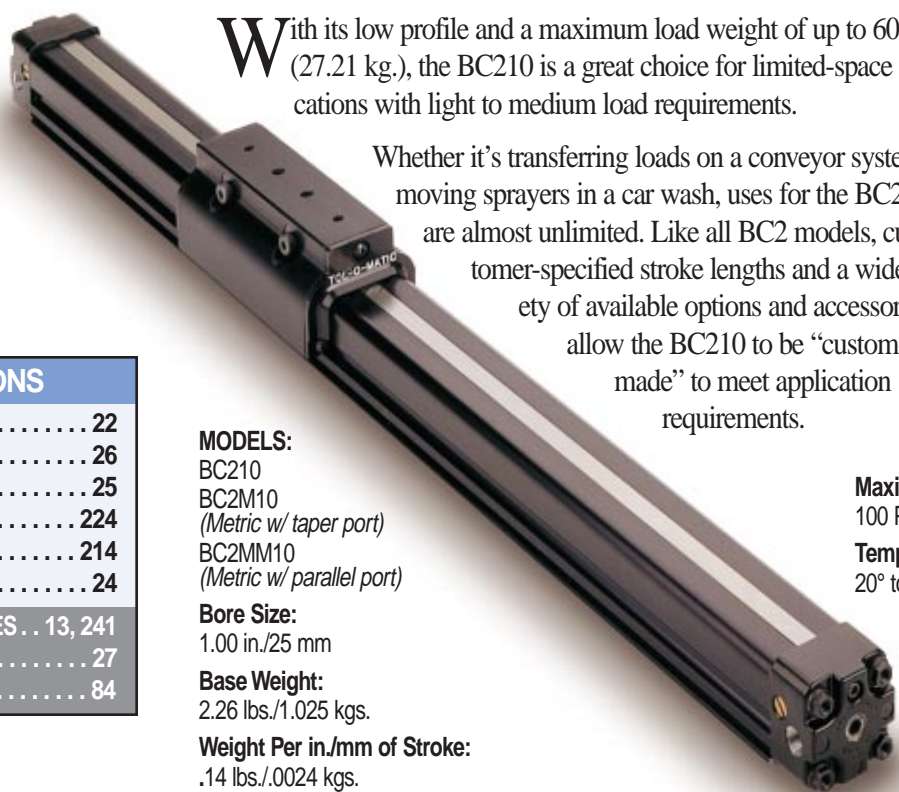 With its low profile and a maximum load weight of up to 60
(27.21 kg.), the BC210 is a great choice for limited-space
cations with light to medium load requirements.
Whether it's transferring loads on a conveyor syste
moving sprayers in a car wash, uses for the BC2
are almost unlimited. Like all BC2 models, cu
tomer-specified stroke lengths and a wide
ety of available options and accessor
allow the BC210 to be “custom
made” to meet application
requirements.
TOL-O-MATIC
ONS
. . . . . . . . 22
. . . . . . . . 26
. . . . . . . . 25
. . . . . . . 224
. . . . . . . 214
. . . . . . . . 24
ES . . 13, 241
. . . . . . . . 27
. . . . . . . . 84
MODELS:
BC210
BC2M10
(Metric w/ taper port)
BC2MM10
(Metric w/ parallel port)
Bore Size:
1.00 in./25 mm
Base Weight:
2.26 lbs./1.025 kgs.
Weight Per in./mm of Stroke:
.14 lbs./.0024 kgs.
Maxi
100 P
Temp
20° to